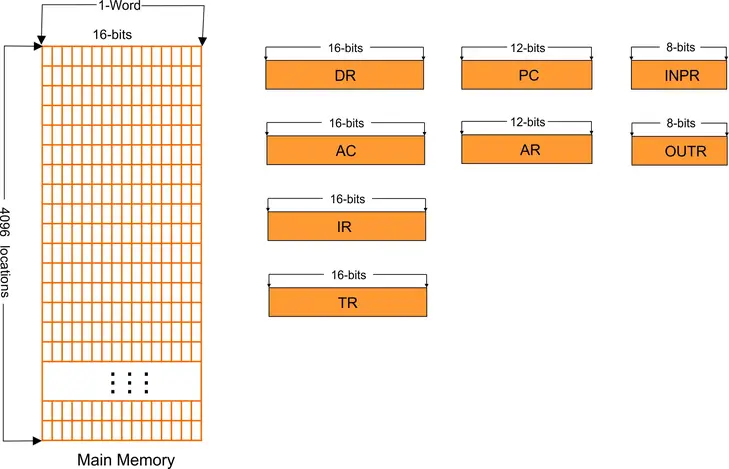 1-Word
16-bits
4096 locations
Main Memory
16-bits
DR
12-bits
PC
8-bits
INPR
16-bits
AC
12-bits
AR
8-bits
OUTR
16-bits
IR
16-bits
TR